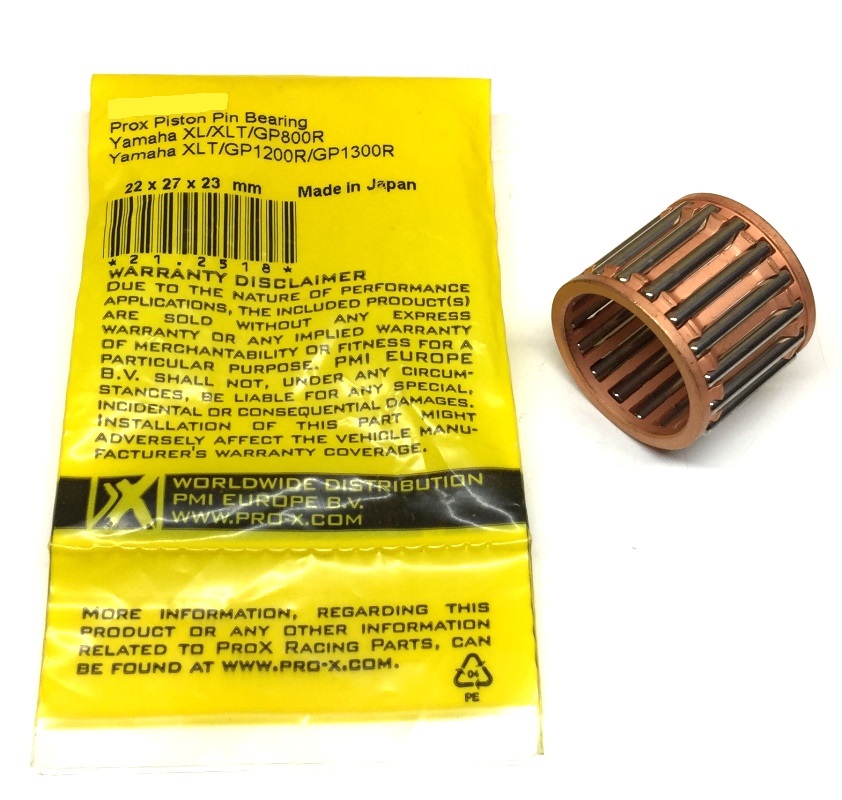 Prox Piston Pin Bearing
Yamaha XL/XLT/GP800R
Yamaha XLT/GP1200R/GP1300R
22 x 27 x 23 mm Made in Japan
*21.2518*
WARRANTY DISCLAIMER
DUE TO THE NATURE OF PERFORMANCE
APPLICATIONS, THE INCLUDED PRODUCT(S)
ARE SOLD WITHOUT ANY EXPRESS
WARRANTY OR ANY IMPLIED WARRANTY
OF MERCHANTABILITY OR FITNESS FOR A
PARTICULAR PURPOSE. PMI EUROPE
B.V. SHALL NOT, UNDER ANY CIRCUM-
STANCES, BE LIABLE FOR ANY SPECIAL,
INCIDENTAL OR CONSEQUENTIAL DAMAGES.
INSTALLATION OF THIS PART MIGHT
ADVERSELY AFFECT THE VEHICLE MANU-
FACTURER'S WARRANTY COVERAGE.
WORLDWIDE DISTRIBUTION
PMI EUROPE B.V.
WWW.PRO-X.COM
MORE INFORMATION, REGARDING THIS
PRODUCT OR ANY OTHER INFORMATION
RELATED TO PROX RACING PARTS, CAN
BE FOUND AT WWW.PRO-X.COM.
04
PE